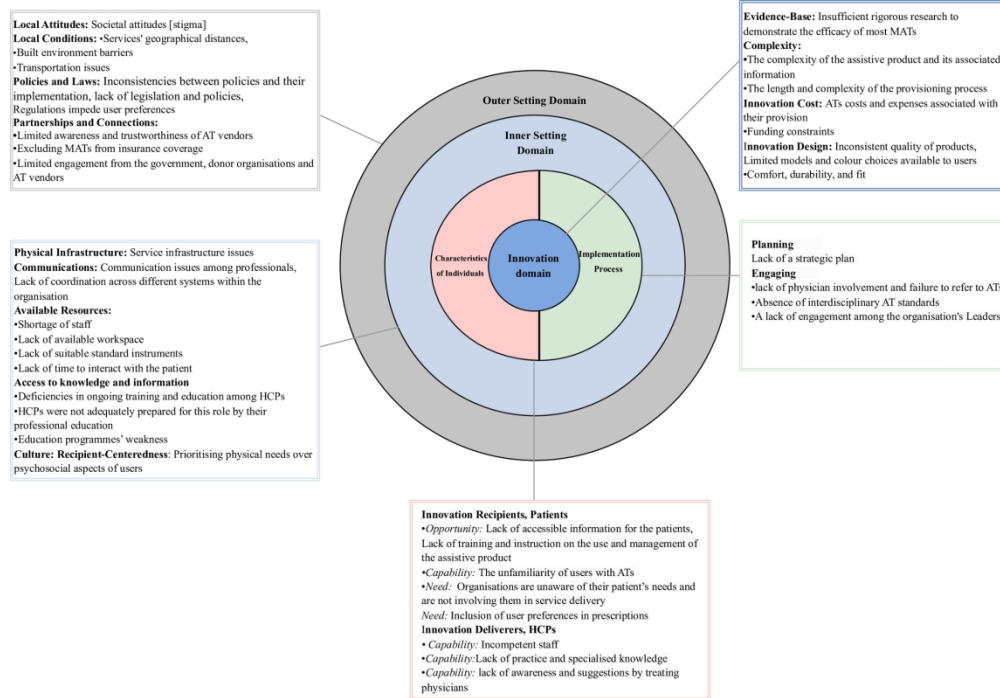 Local Attitudes: Societal attitudes [stigma]
Local Conditions: •Services' geographical distances,
•Built environment barriers
•Transportation issues
Policies and Laws: Inconsistencies between policies and their
implementation, lack of legislation and policies,
Regulations impede user preferences
Partnerships and Connections:
•Limited awareness and trustworthiness of AT vendors
•Excluding MATs from insurance coverage
•Limited engagement from the government, donor organisations and
AT vendors
Evidence-Base: Insufficient rigorous research to
demonstrate the efficacy of most MATs
Complexity:
•The complexity of the assistive product and its associated
information
•The length and complexity of the provisioning process
Innovation Cost: ATs costs and expenses associated with
their provision
•Funding constraints
Innovation Design: Inconsistent quality of products,
Limited models and colour choices available to users
•Comfort, durability, and fit
Outer Setting Domain
Inner Setting
Domain
Characteristics
of Individuals
Innovation
domain
Implementation
Process
Physical Infrastructure: Service infrastructure issues
Communications: Communication issues among professionals,
Lack of coordination across different systems within the
organisation
Available Resources:
•Shortage of staff
•Lack of available workspace
•Lack of suitable standard instruments
•Lack of time to interact with the patient
Access to knowledge and information
•Deficiencies in ongoing training and education among HCPs
•HCPs were not adequately prepared for this role by their
professional education
•Education programmes' weakness
Culture: Recipient-Centeredness: Prioritising physical needs over
psychosocial aspects of users
Planning
Lack of a strategic plan
Engaging
•lack of physician involvement and failure to refer to ATs
•Absence of interdisciplinary AT standards
•A lack of engagement among the organisation's Leaders
Innovation Recipients, Patients
•Opportunity: Lack of accessible information for the patients,
Lack of training and instruction on the use and management of
the assistive product
•Capability: The unfamiliarity of users with ATs
•Need: Organisations are unaware of their patient's needs and
are not involving them in service delivery
Need: Inclusion of user preferences in prescriptions
Innovation Deliverers, HCPs
• Capability: Incompetent staff
•Capability:Lack of practice and specialised knowledge
•Capability: lack of awareness and suggestions by treating
physicians